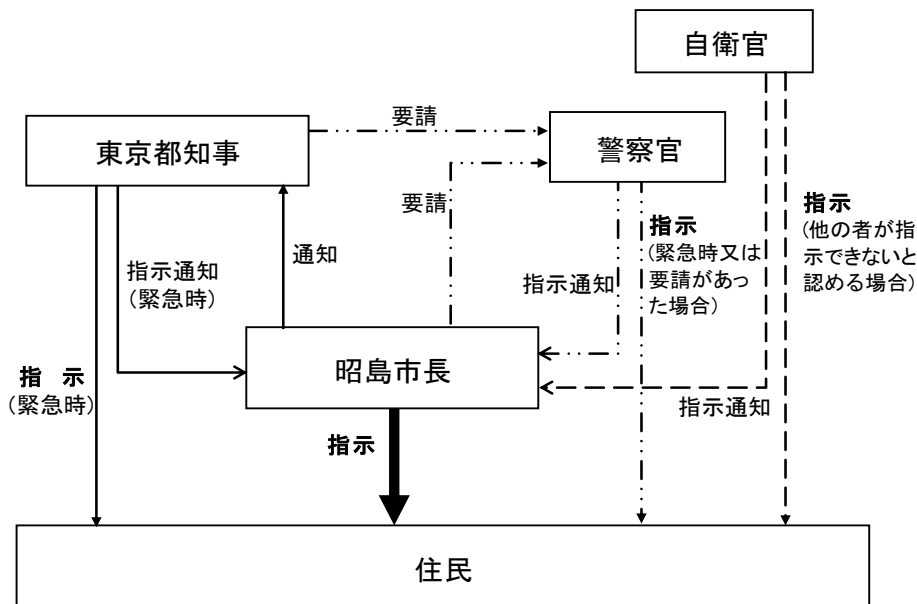 自衛官
要請
東京都知事
警察官
要請
指示
(他の者が指
示できないと
認める場合)
指示
(緊急時又は
要請があっ
た場合)
通知
指示通知
(緊急時)
指示通知
昭島市長
指 示
(緊急時)
指示通知
指示
住民